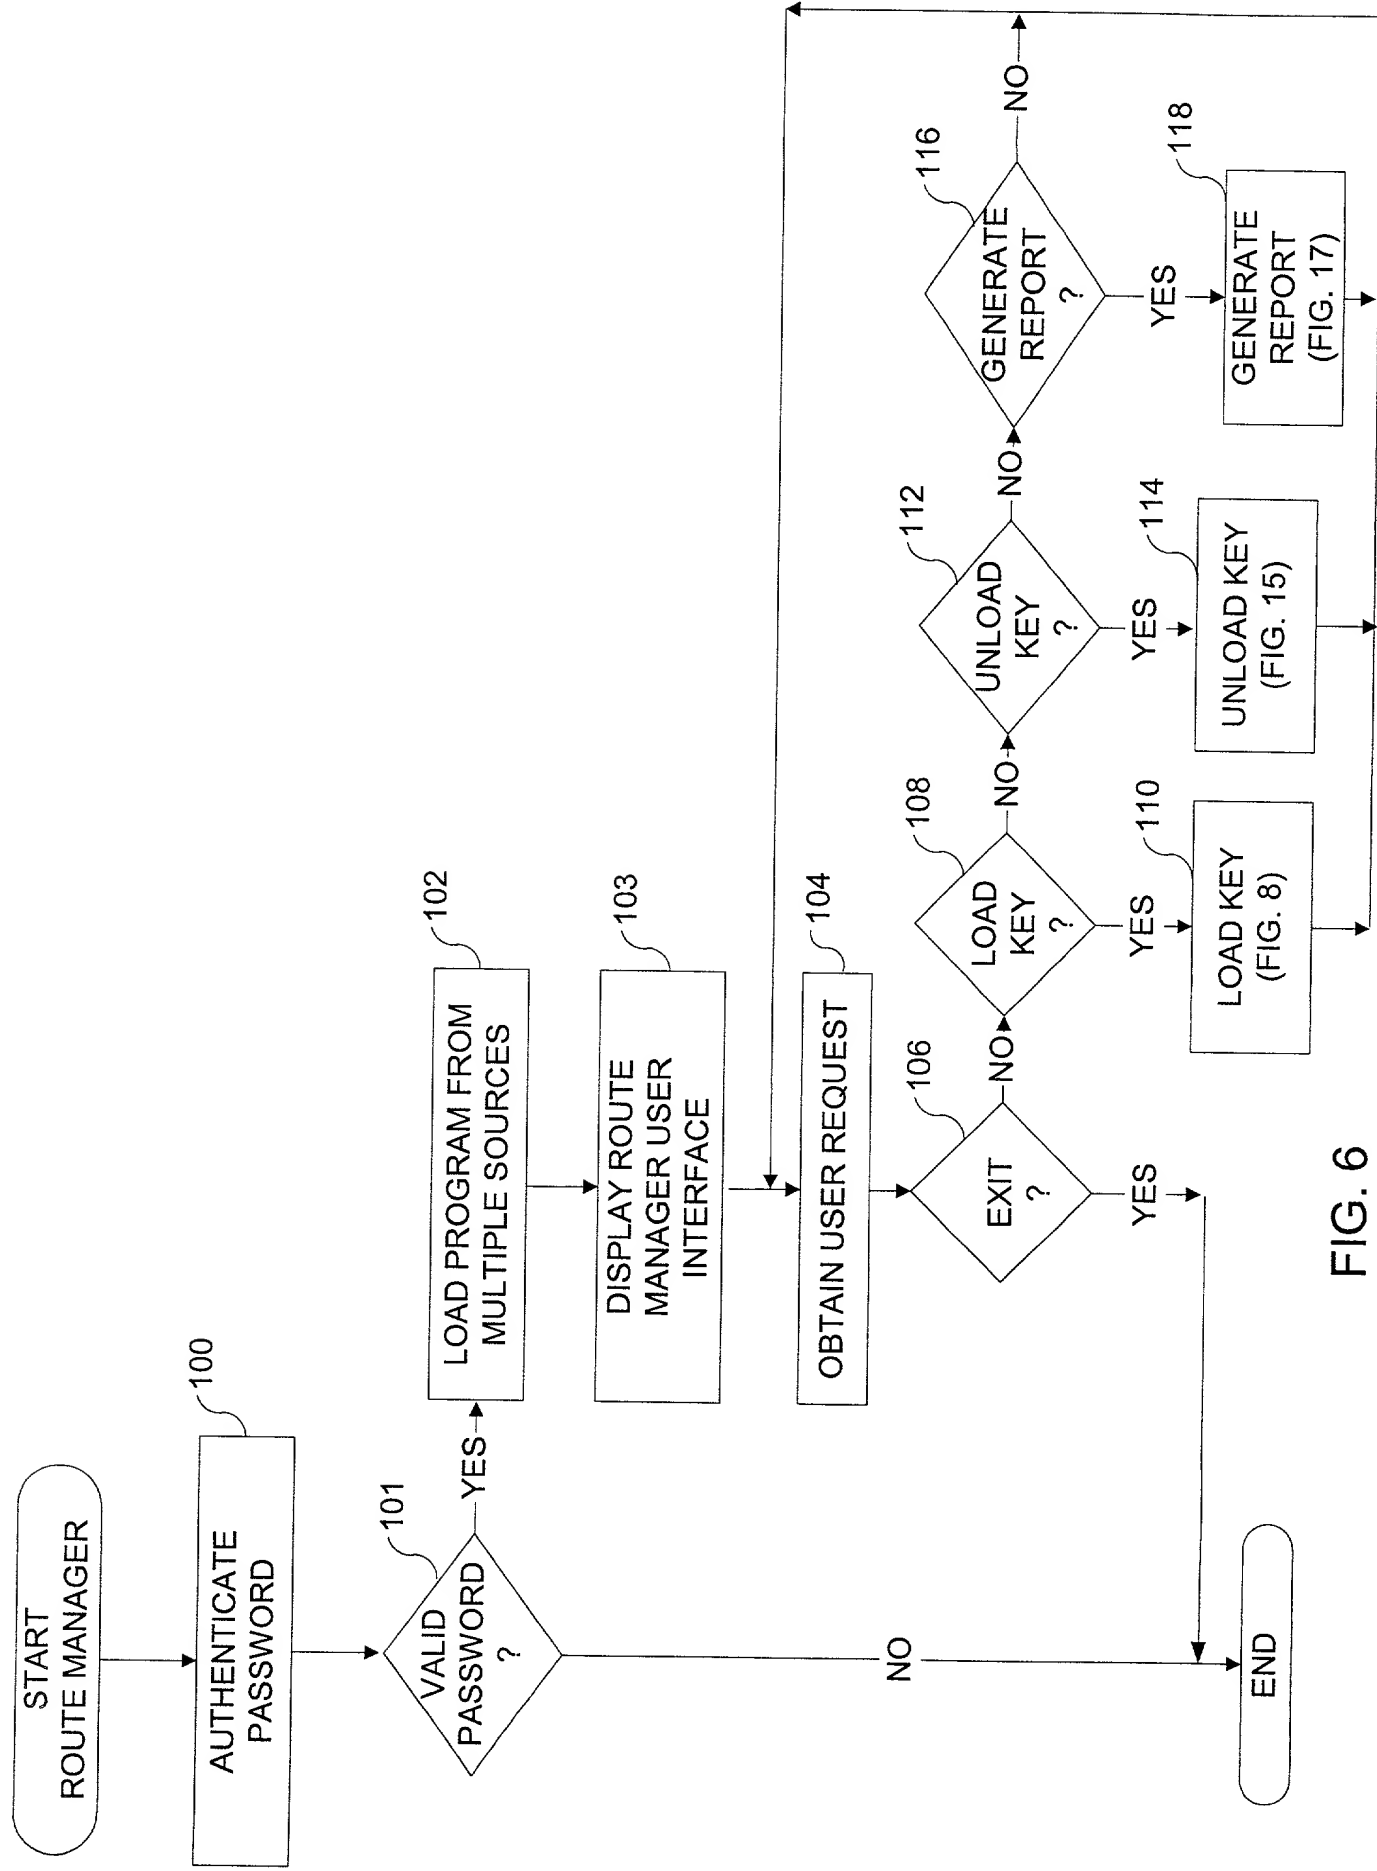 START
ROUTE MANAGER
100
AUTHENTICATE
PASSWORD
101
VALID
PASSWORD
?
YES
NO
102
LOAD PROGRAM FROM
MULTIPLE SOURCES
103
DISPLAY ROUTE
MANAGER USER
INTERFACE
104
OBTAIN USER REQUEST
106
EXIT
?
NO
YES
108
LOAD
KEY
?
NO
YES
110
LOAD KEY
(FIG. 8)
112
UNLOAD
KEY
?
NO
YES
114
UNLOAD KEY
(FIG. 15)
116
GENERATE
REPORT
?
NO
YES
118
GENERATE
REPORT
(FIG. 17)
END
FIG. 6